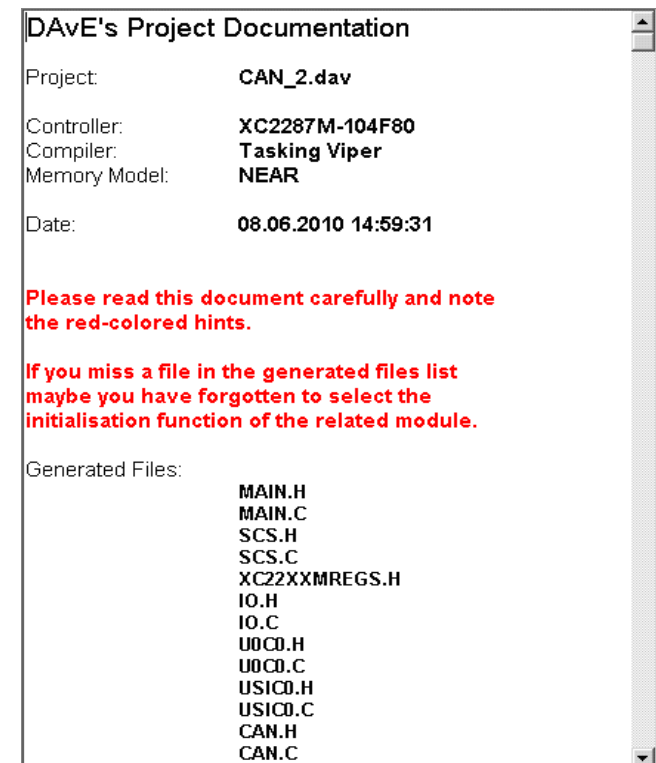 DAvE's Project Documentation
Project: CAN_2.dav
Controller: XC2287M-104F80
Compiler: Tasking Viper
Memory Model: NEAR
Date: 08.06.2010 14:59:31
Please read this document carefully and note
the red-colored hints.
If you miss a file in the generated files list
maybe you have forgotten to select the
initialisation function of the related module.
Generated Files:
MAIN.H
MAIN.C
SCS.H
SCS.C
XC22XXMREGS.H
IO.H
IO.C
U0C0.H
U0C0.C
USIC0.H
USIC0.C
CAN.H
CAN.C